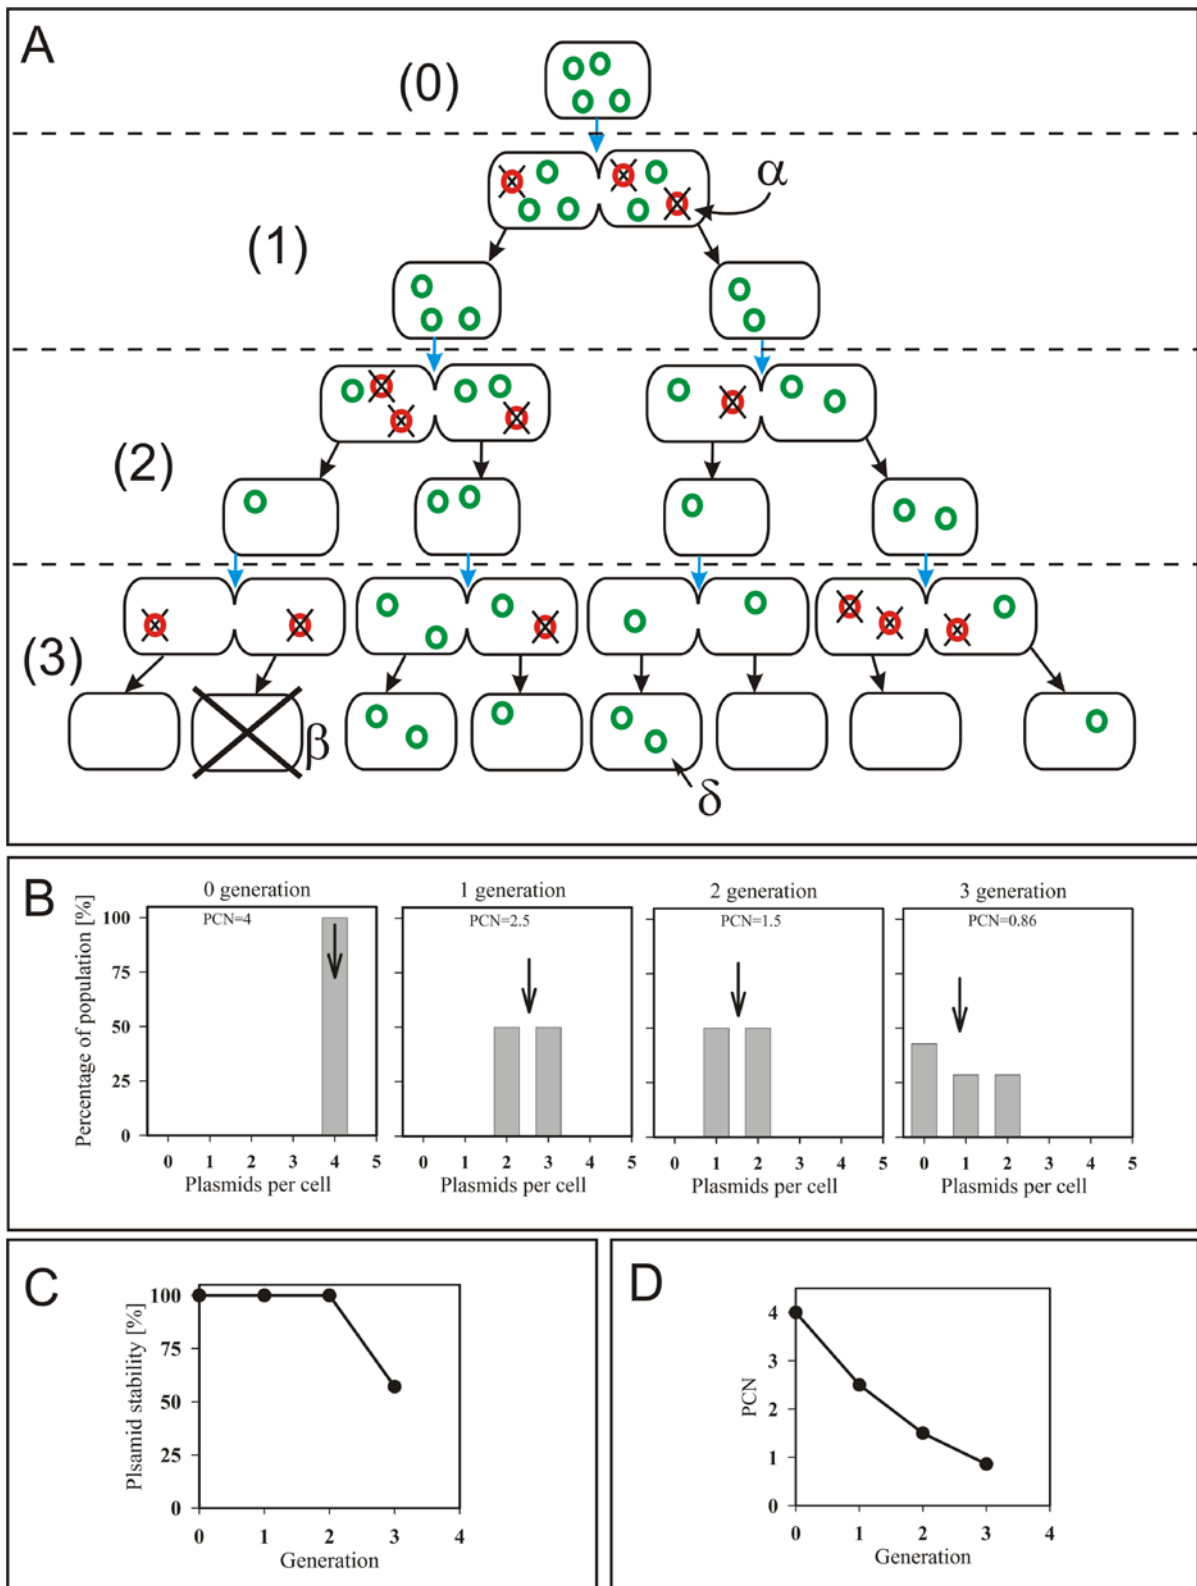 A
(0)
α
(1)
(2)
(3)
β
δ
B
0 generation
1 generation
2 generation
3 generation
PCN=4
PCN=2.5
PCN=1.5
PCN=0.86
Percentage of population [%]
100
75
50
25
0
0 1 2 3 4 5
0 1 2 3 4 5
0 1 2 3 4 5
0 1 2 3 4 5
Plasmids per cell
Plasmids per cell
Plasmids per cell
Plasmids per cell
C
Plsamid stability [%]
100
75
50
25
0
0 1 2 3 4
Generation
D
PCN
4
3
2
1
0
0 1 2 3 4
Generation